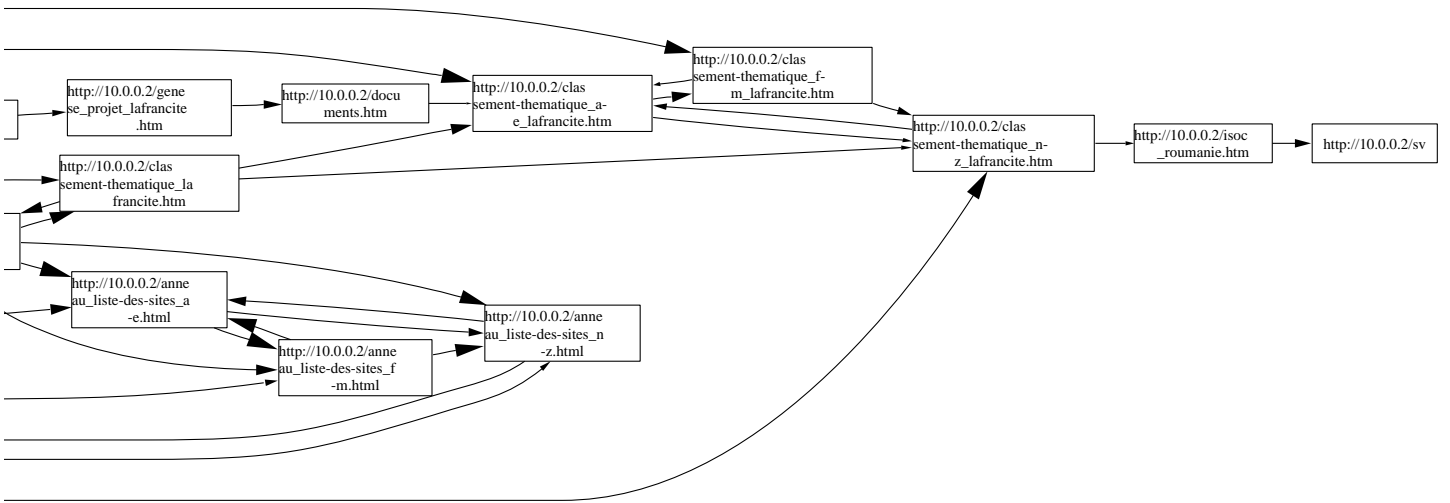 http://10.0.0.2/clas
sement-thematique_f-
m_lafrancite.htm
http://10.0.0.2/gene
se_projet_lafrancite
.htm
http://10.0.0.2/docu
ments.htm
http://10.0.0.2/clas
sement-thematique_a-
e_lafrancite.htm
http://10.0.0.2/clas
sement-thematique_n-
z_lafrancite.htm
http://10.0.0.2/isoc
_roumanie.htm
http://10.0.0.2/sv
http://10.0.0.2/clas
sement-thematique_la
francite.htm
http://10.0.0.2/anne
au_liste-des-sites_a
-e.html
http://10.0.0.2/anne
au_liste-des-sites_n
-z.html
http://10.0.0.2/anne
au_liste-des-sites_f
-m.html